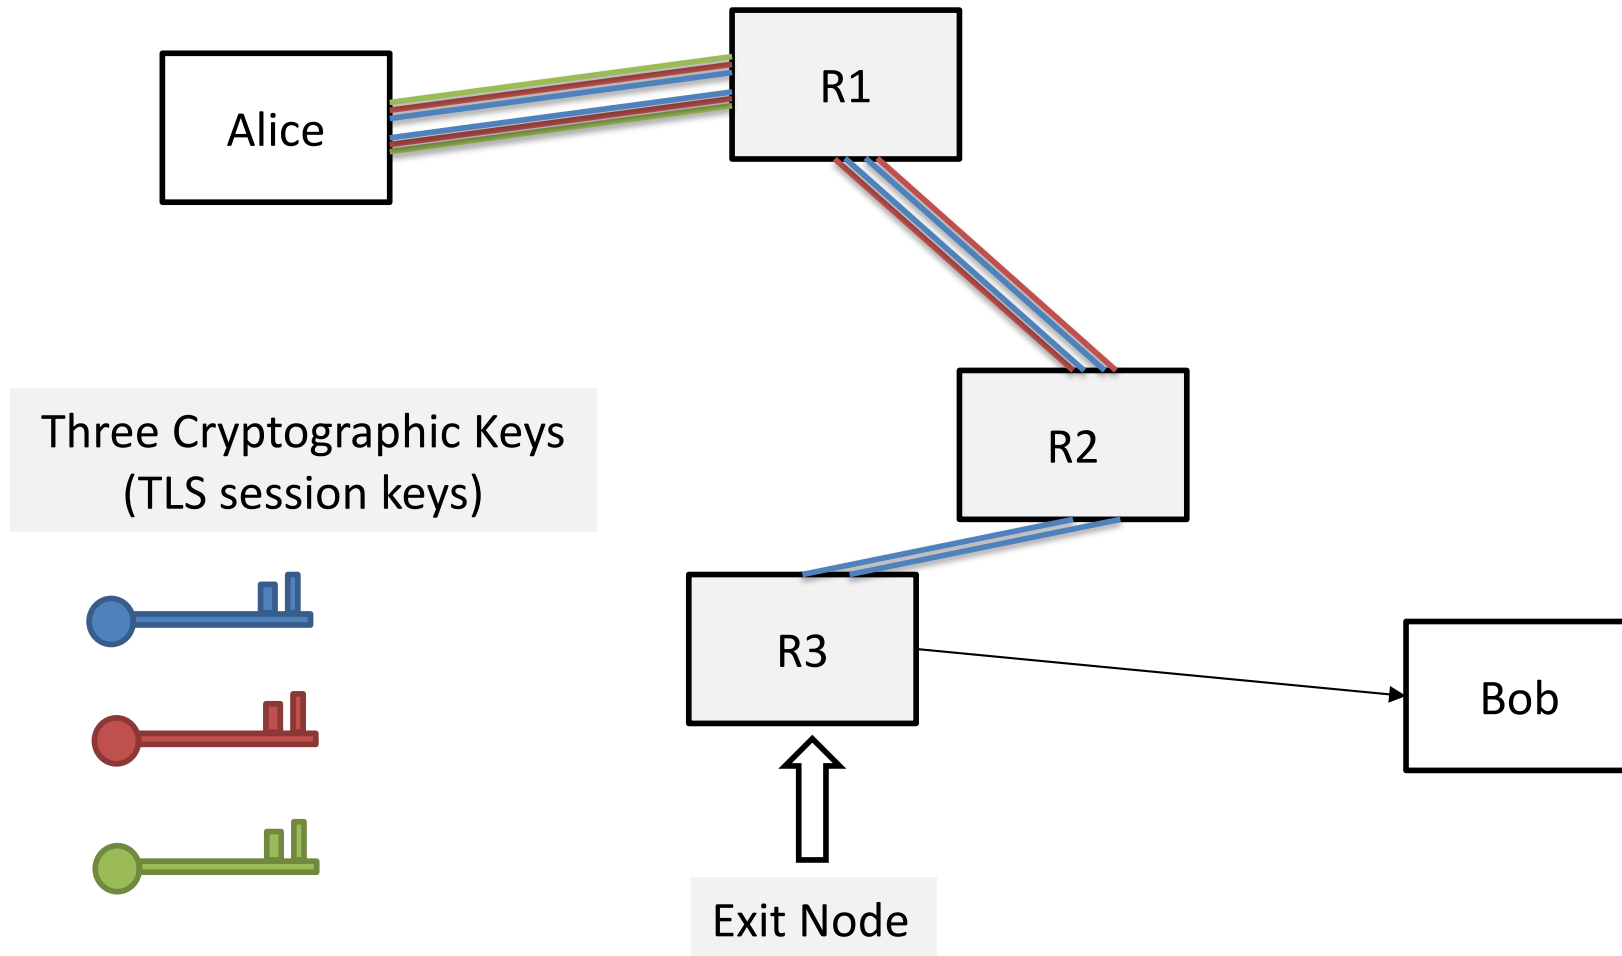 Alice
R1
Three Cryptographic Keys
(TLS session keys)
R2
R3
Bob
Exit Node